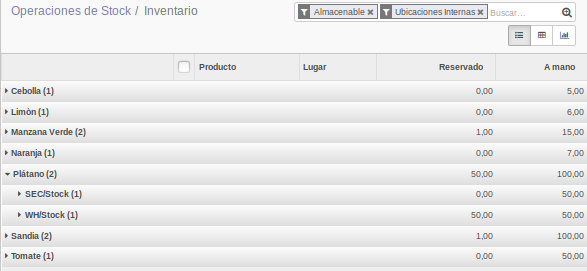 Operaciones de Stock / Inventario
Almacenable ✖ Ubicaciones Internas ✖ Buscar...
Producto Lugar Reservado A mano
Cebolla (1) 0,00 5,00
Limòn (1) 0,00 6,00
Manzana Verde (2) 1,00 15,00
Naranja (1) 0,00 7,00
Plátano (2) 50,00 100,00
SEC/Stock (1) 0,00 50,00
WH/Stock (1) 50,00 50,00
Sandia (2) 1,00 100,00
Tomate (1) 0,00 50,00